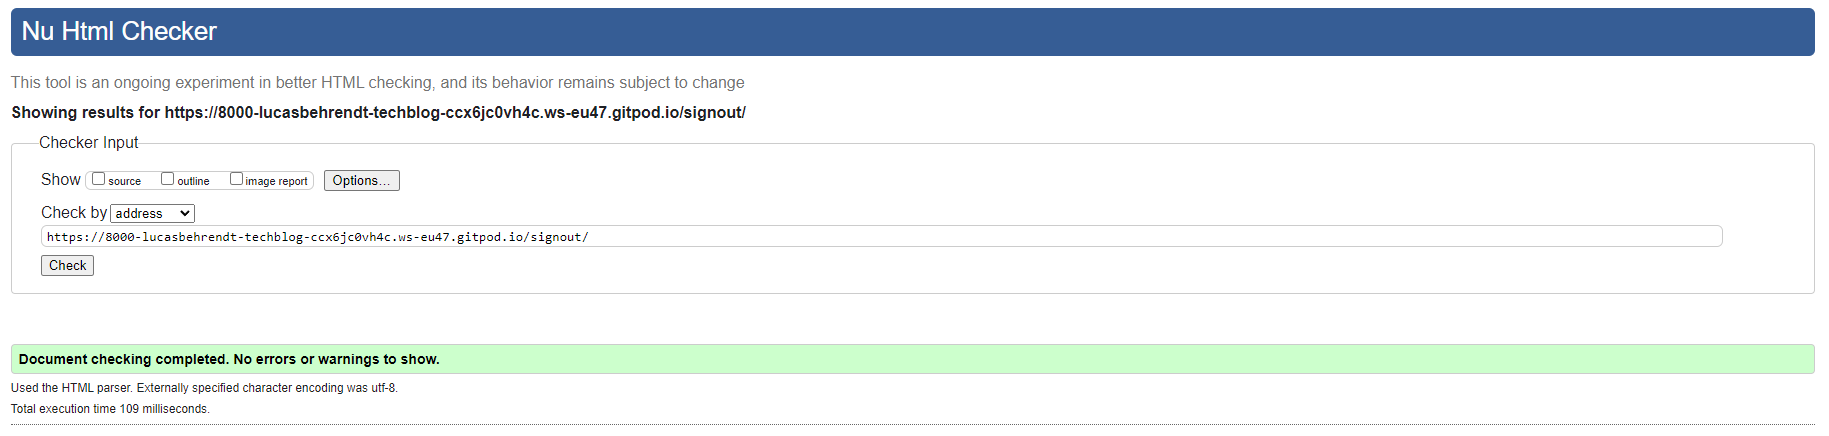 Nu Html Checker
This tool is an ongoing experiment in better HTML checking, and its behavior remains subject to change
Showing results for https://8000-lucasbehrendt-techblog-ccx6jc0vh4c.ws-eu47.gitpod.io/signout/
Checker Input
Show source outline image report Options...
Check by address
https://8000-lucasbehrendt-techblog-ccx6jc0vh4c.ws-eu47.gitpod.io/signout/
Check
Document checking completed. No errors or warnings to show.
Used the HTML parser. Externally specified character encoding was utf-8.
Total execution time 109 milliseconds.